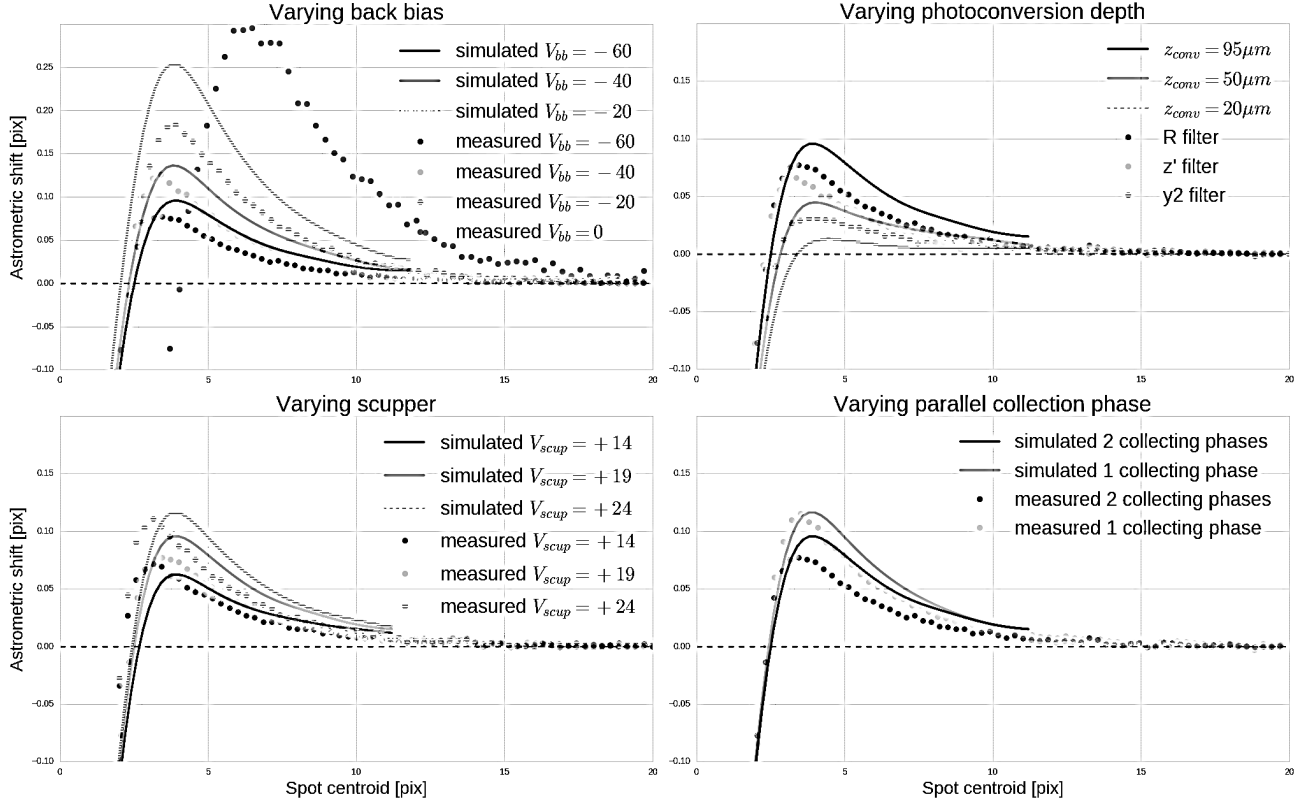 Varying back bias
simulated V_bb = − 60
simulated V_bb = − 40
simulated V_bb = − 20
measured V_bb = − 60
measured V_bb = − 40
measured V_bb = − 20
measured V_bb = 0
Astrometric shift [pix]
0.25
0.20
0.15
0.10
0.05
0.00
−0.05
−0.10
0 5 10 15 20
Varying photoconversion depth
z_conv = 95μm
z_conv = 50μm
z_conv = 20μm
R filter
z' filter
y2 filter
0.15
0.10
0.05
0.00
−0.05
−0.10
0 5 10 15 20
Varying scupper
simulated V_scup = + 14
simulated V_scup = + 19
simulated V_scup = + 24
measured V_scup = + 14
measured V_scup = + 19
measured V_scup = + 24
Astrometric shift [pix]
0.15
0.10
0.05
0.00
−0.05
−0.10
0 5 10 15 20
Spot centroid [pix]
Varying parallel collection phase
simulated 2 collecting phases
simulated 1 collecting phase
measured 2 collecting phases
measured 1 collecting phase
0.15
0.10
0.05
0.00
−0.05
−0.10
0 5 10 15 20
Spot centroid [pix]